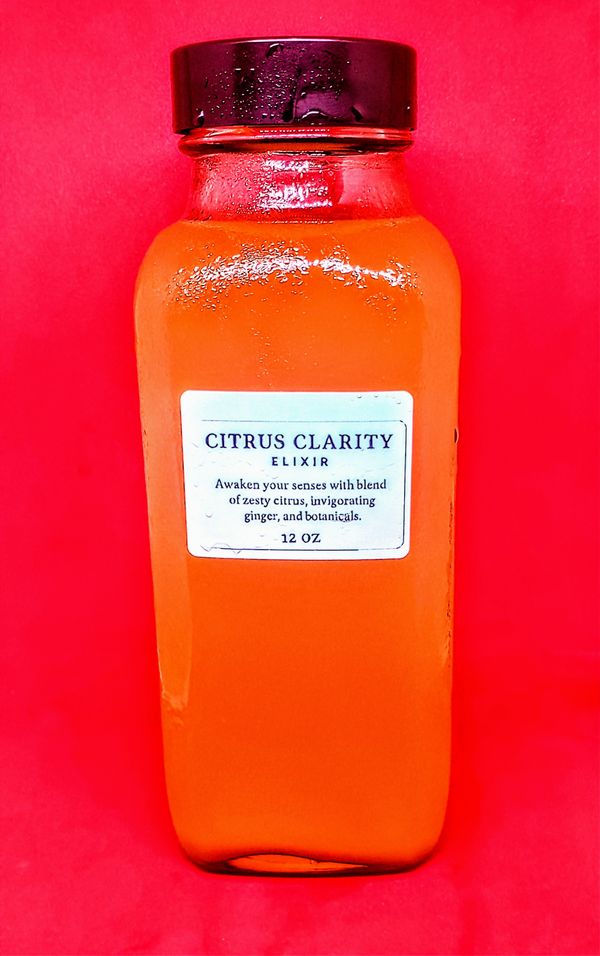 CITRUS CLARITY
ELIXIR
Awaken your senses with blend
of zesty citrus, invigorating
ginger, and botanicals.
12 OZ